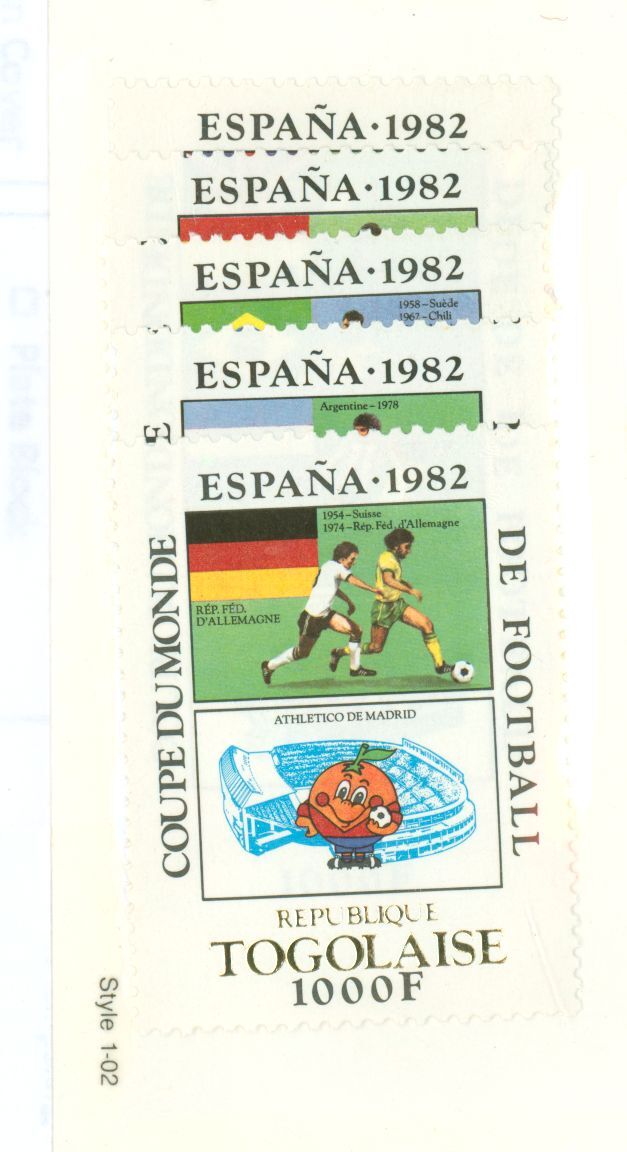 ESPAÑA·1982
ESPAÑA·1982
ESPAÑA·1982
1958–Suède
1962–Chili
ESPAÑA·1982
Argentine–1978
ESPAÑA·1982
1954–Suisse
1974–Rép. Féd. d'Allemagne
RÉP. FÉD.
D'ALLEMAGNE
COUPE DU MONDE
DE FOOTBALL
ATHLETICO DE MADRID
REPUBLIQUE
TOGOLAISE
1000F
Style 1-02
Plate Block